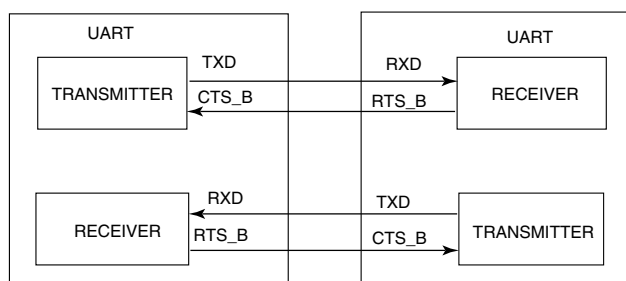 UART
UART
TXD
RXD
TRANSMITTER
CTS_B
RTS_B
RECEIVER
RXD
TXD
RECEIVER
RTS_B
CTS_B
TRANSMITTER